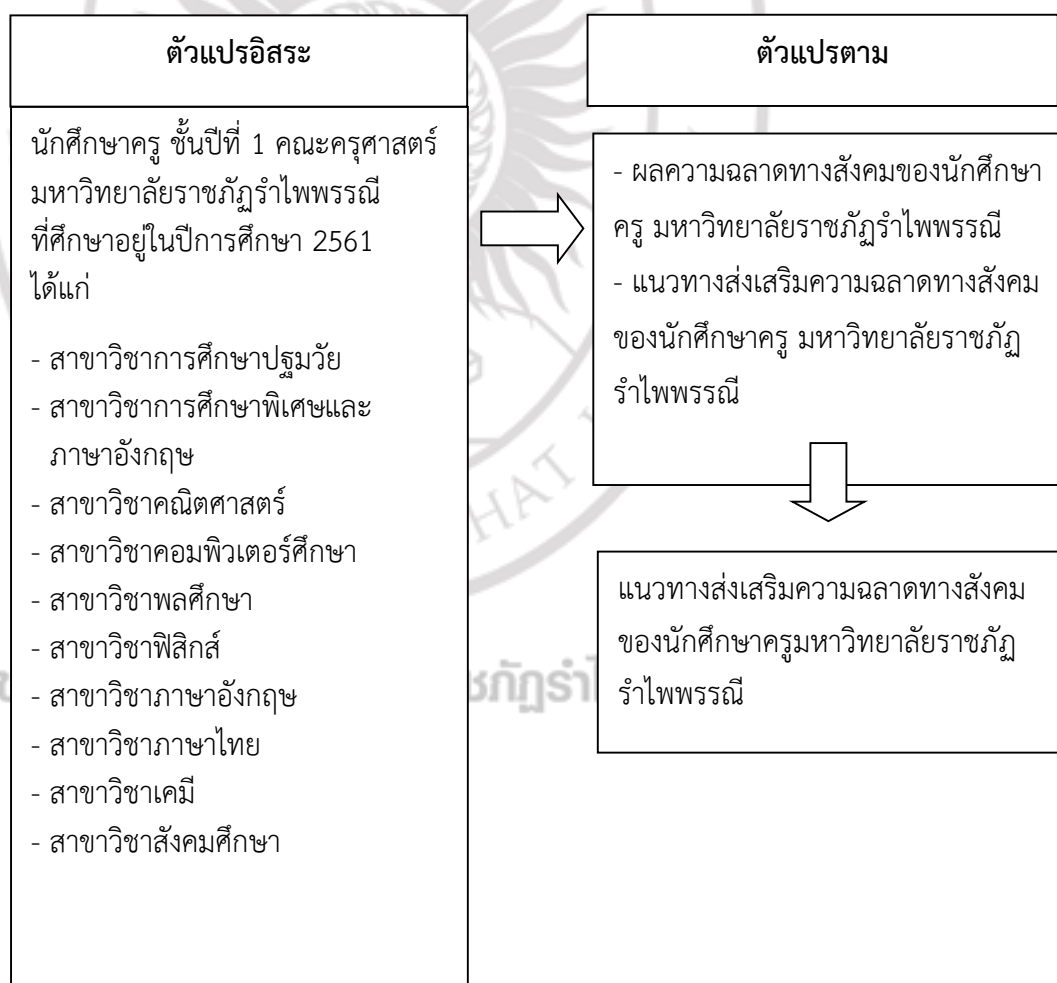 ตัวแปรอิสระ
นักศึกษาครู ชั้นปีที่ 1 คณะครุศาสตร์
มหาวิทยาลัยราชภัฏรำไพพรรณี
ที่ศึกษาอยู่ในปีการศึกษา 2561
ได้แก่
- สาขาวิชาการศึกษาปฐมวัย
- สาขาวิชาการศึกษาพิเศษและ
ภาษาอังกฤษ
- สาขาวิชาคณิตศาสตร์
- สาขาวิชาคอมพิวเตอร์ศึกษา
- สาขาวิชาพลศึกษา
- สาขาวิชาฟิสิกส์
- สาขาวิชาภาษาอังกฤษ
- สาขาวิชาภาษาไทย
- สาขาวิชาเคมี
- สาขาวิชาสังคมศึกษา
ตัวแปรตาม
- ผลความฉลาดทางสังคมของนักศึกษา
ครู มหาวิทยาลัยราชภัฏรำไพพรรณี
- แนวทางส่งเสริมความฉลาดทางสังคม
ของนักศึกษาครู มหาวิทยาลัยราชภัฏ
รำไพพรรณี
แนวทางส่งเสริมความฉลาดทางสังคม
ของนักศึกษาครูมหาวิทยาลัยราชภัฏ
รำไพพรรณี